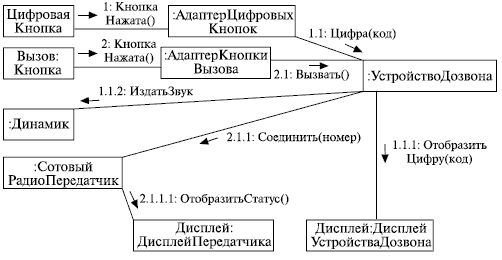 Цифровая
Кнопка
1: Кнопка
Нажата()
:АдаптерЦифровых
Кнопок
1.1: Цифра(код)
Вызов:
Кнопка
2: Кнопка
Нажата()
:АдаптерКнопки
Вызова
2.1: Вызвать()
:УстройствоДозвона
1.1.2: ИздатьЗвук
:Динамик
2.1.1: Соединить(номер)
1.1.1: Отобразить
Цифру(код)
:Сотовый
РадиоПередатчик
2.1.1.1: ОтобразитьСтатус()
Дисплей:
ДисплейПередатчика
Дисплей:Дисплей
УстройстваДозвона